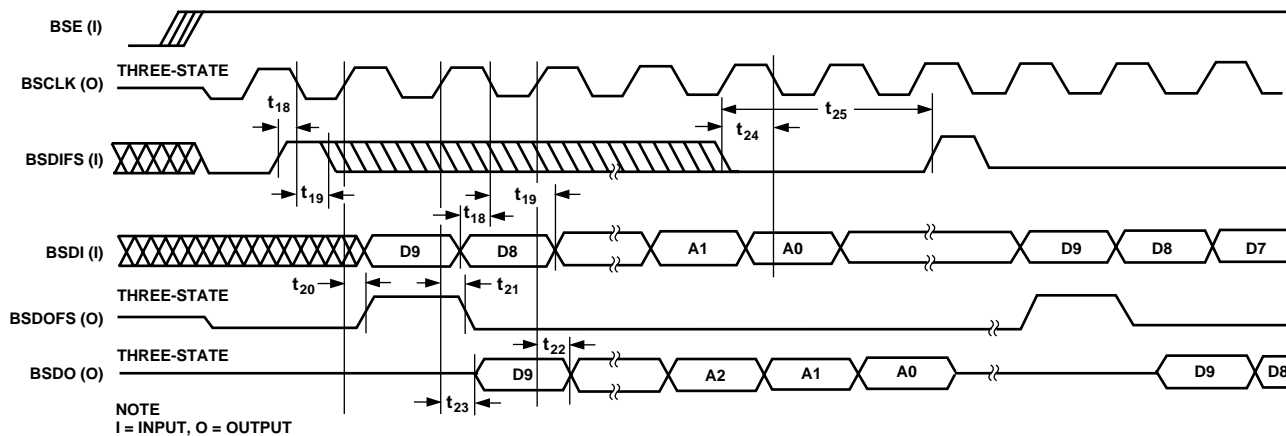 BSE (I)
THREE-STATE
BSCLK (O)
t18
t24
t25
BSDIFS (I)
t19
t18
t19
BSDI (I)
D9
D8
A1
A0
D9
D8
D7
t20
t21
THREE-STATE
BSDOFS (O)
t22
THREE-STATE
BSDO (O)
D9
A2
A1
A0
D9
D8
t23
NOTE
I = INPUT, O = OUTPUT